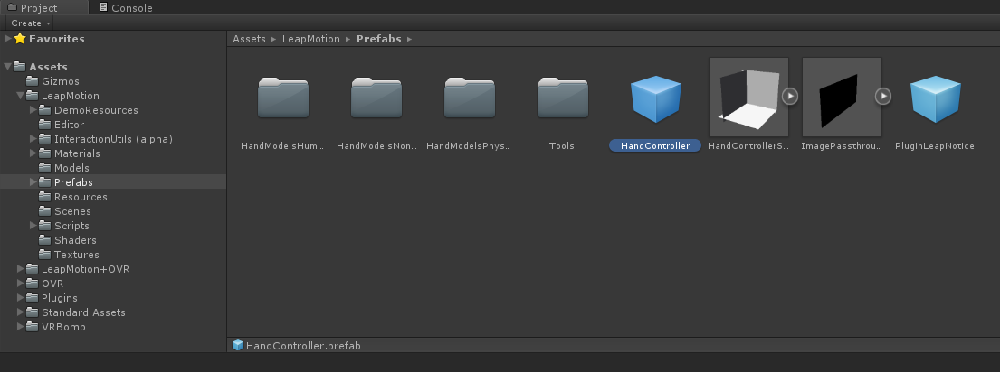 Project Console
Create
Favorites
Assets
Gizmos
LeapMotion
DemoResources
Editor
InteractionUtils (alpha)
Materials
Models
Prefabs
Resources
Scenes
Scripts
Shaders
Textures
LeapMotion+OVR
OVR
Plugins
Standard Assets
VRBomb
Assets LeapMotion Prefabs
HandModelsHum... HandModelsNon... HandModelsPhys... Tools HandController HandControllerS... ImagePassthrou... PluginLeapNotice
HandController.prefab